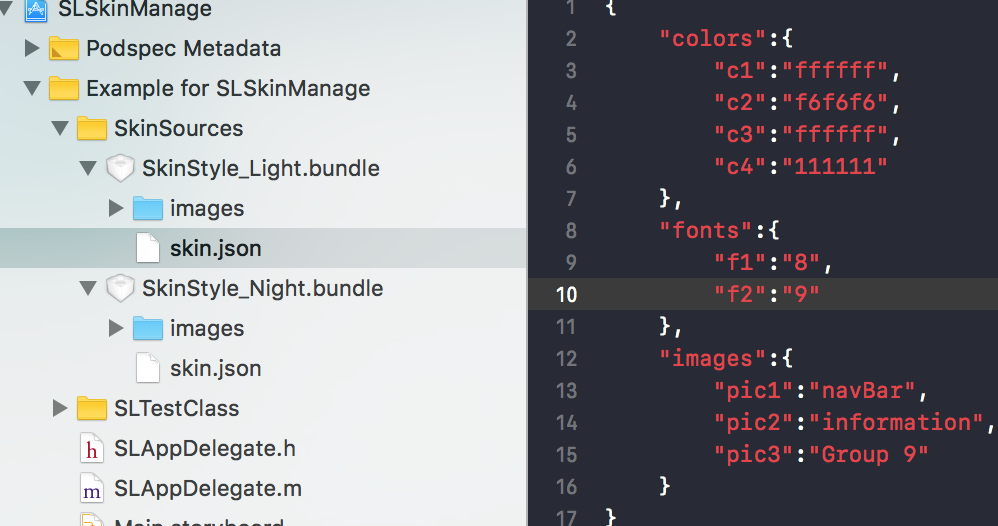 SLSkinManage
Podspec Metadata
Example for SLSkinManage
SkinSources
SkinStyle_Light.bundle
images
skin.json
SkinStyle_Night.bundle
images
skin.json
SLTestClass
h SLAppDelegate.h
m SLAppDelegate.m
Main.storyboard
1 {
2 "colors":{
3 "c1":"ffffff",
4 "c2":"f6f6f6",
5 "c3":"ffffff",
6 "c4":"111111"
7 },
8 "fonts":{
9 "f1":"8",
10 "f2":"9"
11 },
12 "images":{
13 "pic1":"navBar",
14 "pic2":"information",
15 "pic3":"Group 9"
16 }
17 }